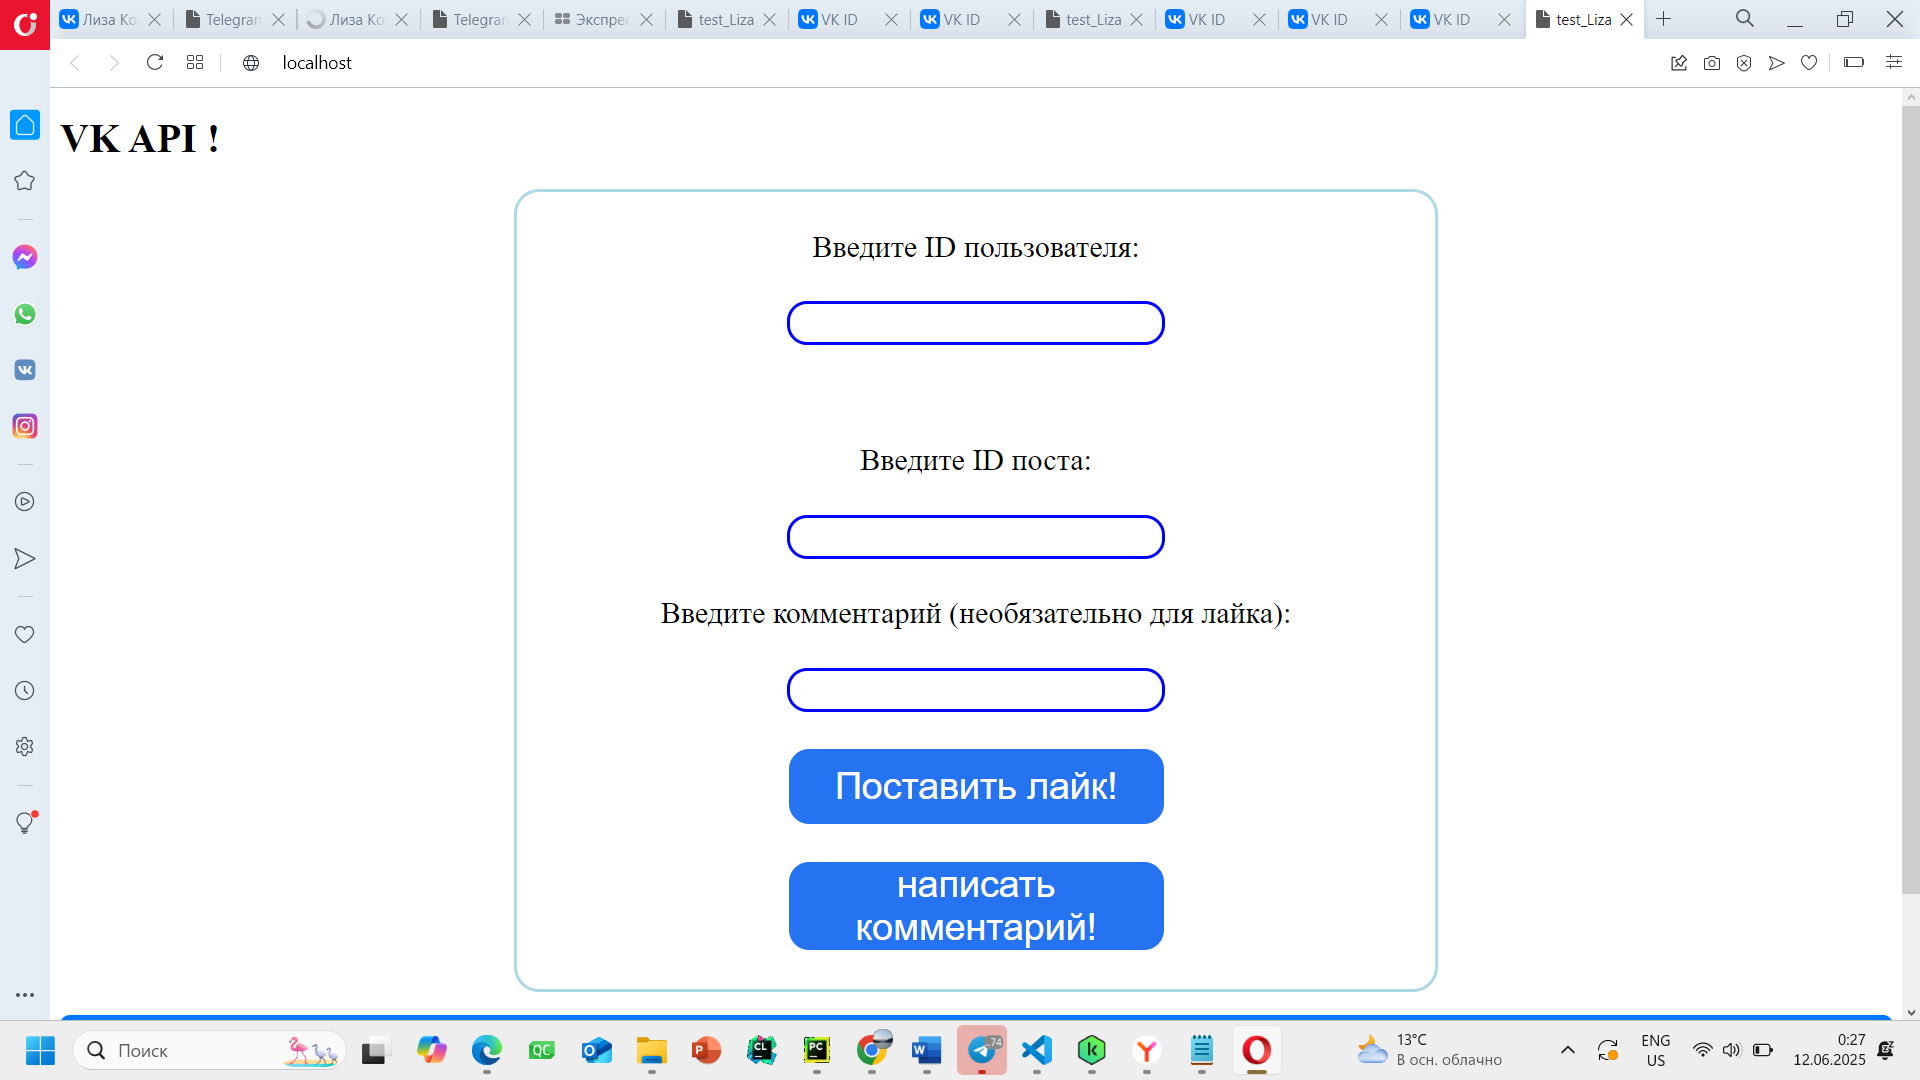 Лиза Ко
Telegram
Лиза Ко
Telegram
Экспрес
test_Liza
VK ID
VK ID
test_Liza
VK ID
VK ID
VK ID
test_Liza
localhost
VK API !
Введите ID пользователя:
Введите ID поста:
Введите комментарий (необязательно для лайка):
Поставить лайк!
написать
комментарий!
Поиск
13°C
В осн. облачно
ENG
US
0:27
12.06.2025